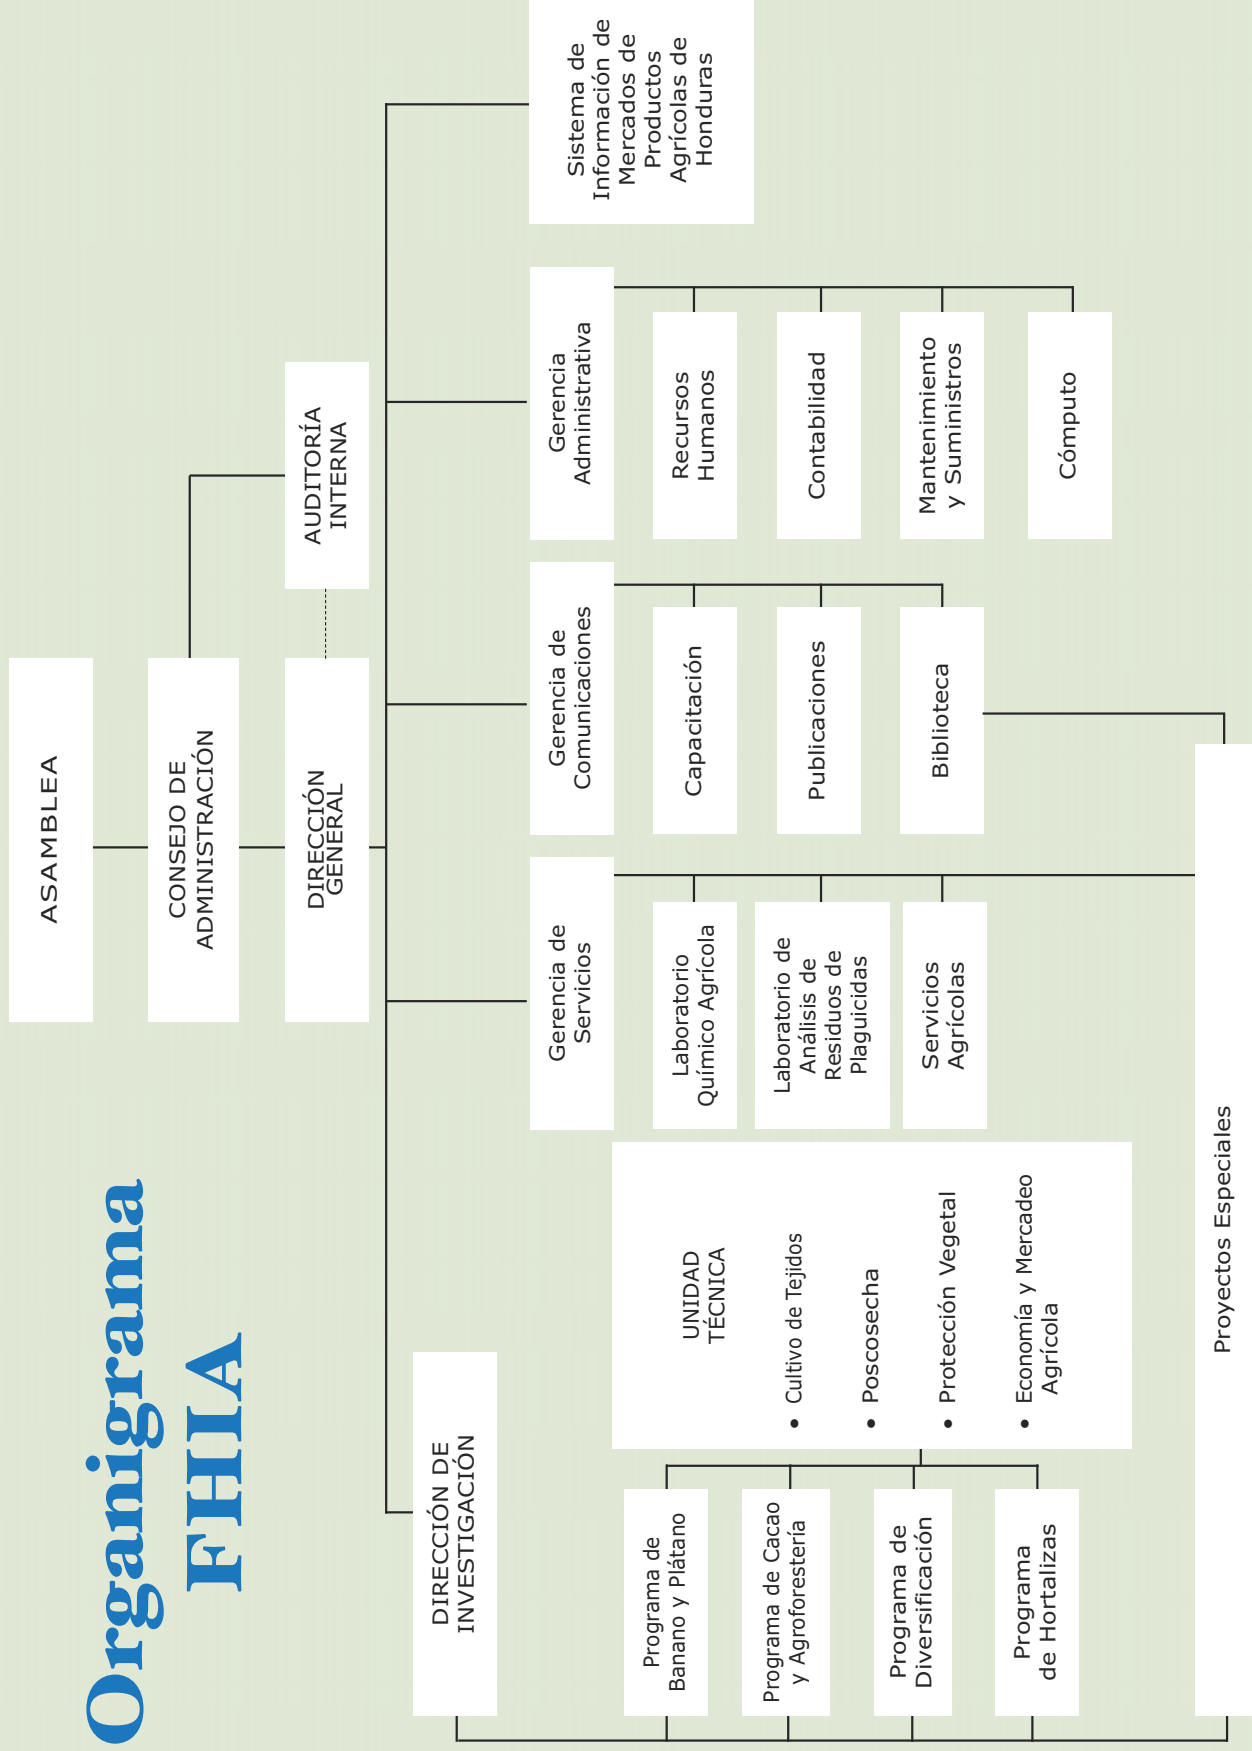 Organigrama
FHIA
ASAMBLEA
CONSEJO DE
ADMINISTRACIÓN
DIRECCIÓN
GENERAL
AUDITORÍA
INTERNA
DIRECCIÓN DE
INVESTIGACIÓN
Gerencia de
Servicios
Gerencia de
Comunicaciones
Gerencia
Administrativa
Sistema de
Información de
Mercados de
Productos
Agrícolas de
Honduras
Programa de
Banano y Plátano
Programa de Cacao
y Agroforestería
Programa de
Diversificación
Programa
de Hortalizas
UNIDAD
TÉCNICA
• Cultivo de Tejidos
• Poscosecha
• Protección Vegetal
• Economía y Mercadeo
Agrícola
Laboratorio
Químico Agrícola
Laboratorio de
Análisis de
Residuos de
Plaguicidas
Servicios
Agrícolas
Capacitación
Publicaciones
Biblioteca
Recursos
Humanos
Contabilidad
Mantenimiento
y Suministros
Cómputo
Proyectos Especiales